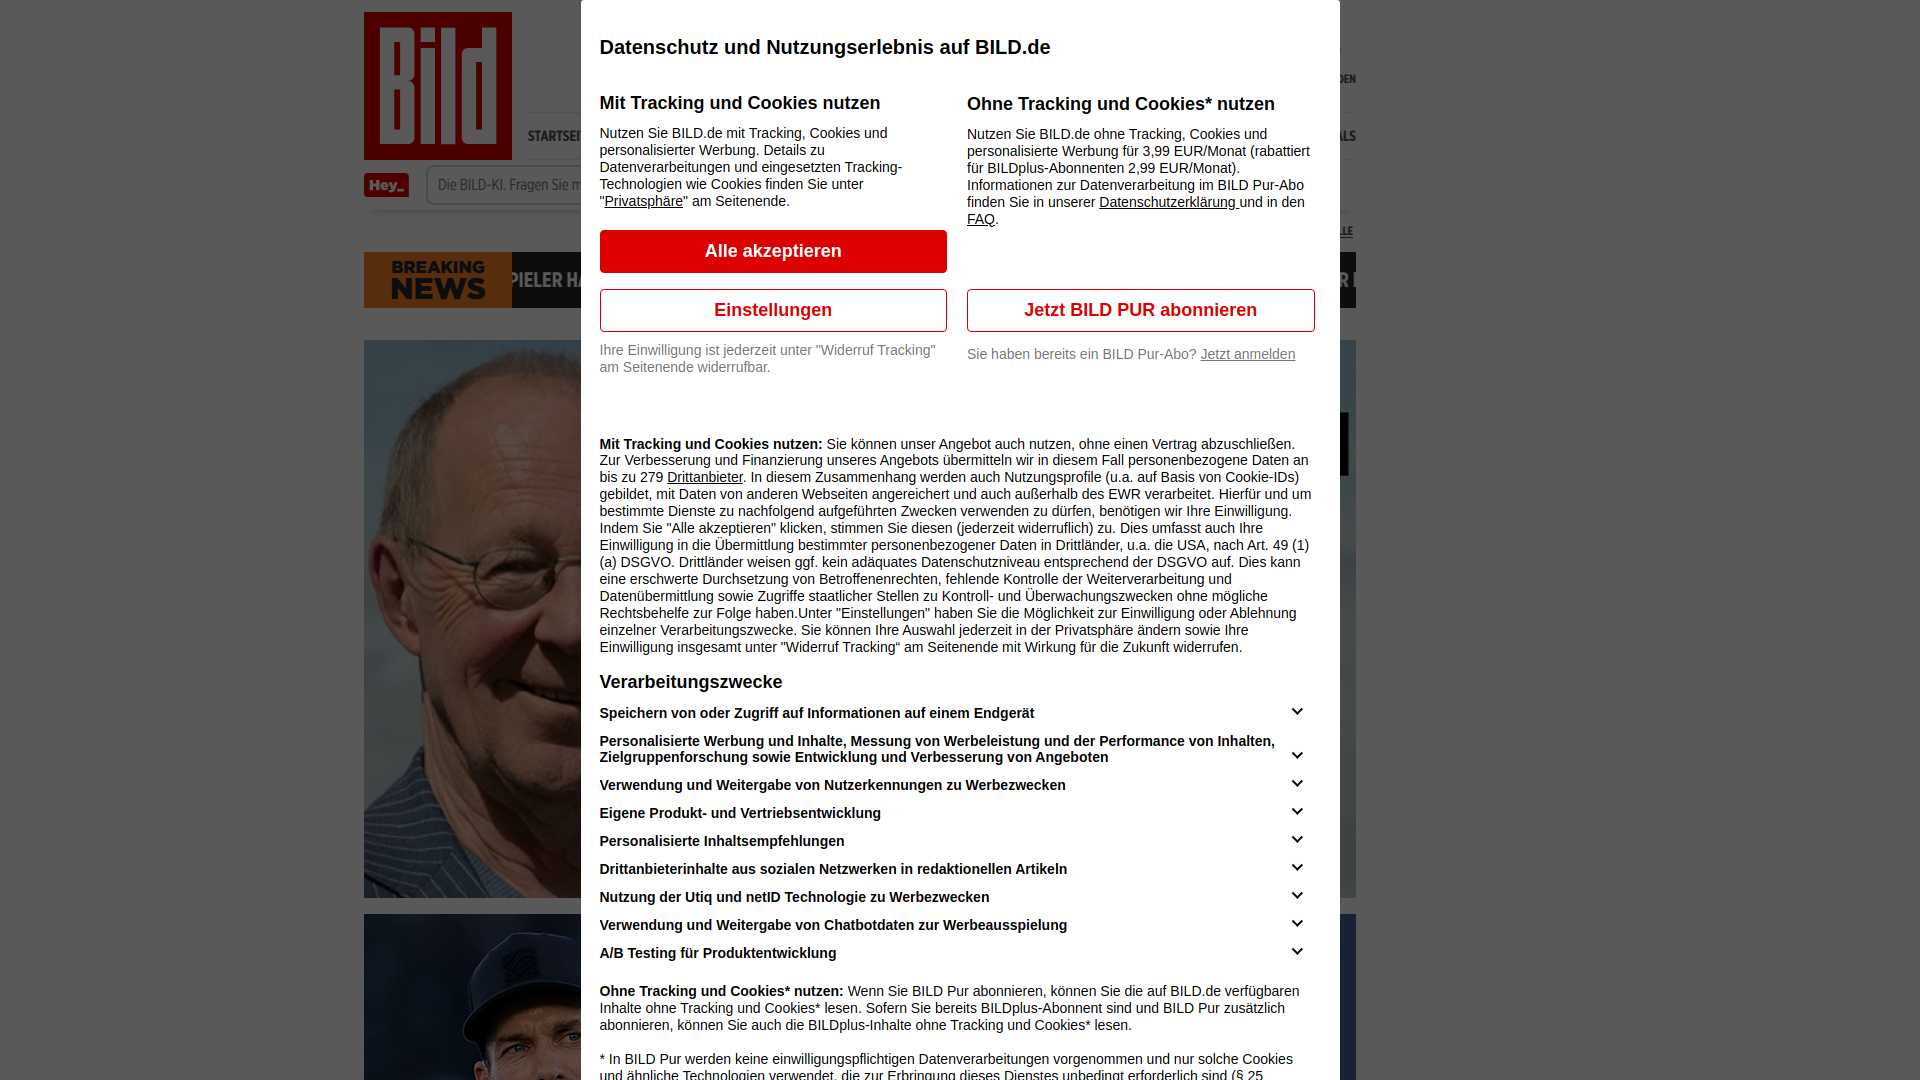 Bild
DEN
STARTSEI
ALS
Hey_
Die BILD-KI. Fragen Sie m
LLE
BREAKING
NEWS
PIELER HA
R I
Datenschutz und Nutzungserlebnis auf BILD.de
Mit Tracking und Cookies nutzen
Nutzen Sie BILD.de mit Tracking, Cookies und
personalisierter Werbung. Details zu
Datenverarbeitungen und eingesetzten Tracking-
Technologien wie Cookies finden Sie unter
"Privatsphäre" am Seitenende.
Alle akzeptieren
Einstellungen
Ihre Einwilligung ist jederzeit unter "Widerruf Tracking"
am Seitenende widerrufbar.
Ohne Tracking und Cookies* nutzen
Nutzen Sie BILD.de ohne Tracking, Cookies und
personalisierte Werbung für 3,99 EUR/Monat (rabattiert
für BILDplus-Abonnenten 2,99 EUR/Monat).
Informationen zur Datenverarbeitung im BILD Pur-Abo
finden Sie in unserer Datenschutzerklärung und in den
FAQ.
Jetzt BILD PUR abonnieren
Sie haben bereits ein BILD Pur-Abo? Jetzt anmelden
Mit Tracking und Cookies nutzen: Sie können unser Angebot auch nutzen, ohne einen Vertrag abzuschließen.
Zur Verbesserung und Finanzierung unseres Angebots übermitteln wir in diesem Fall personenbezogene Daten an
bis zu 279 Drittanbieter. In diesem Zusammenhang werden auch Nutzungsprofile (u.a. auf Basis von Cookie-IDs)
gebildet, mit Daten von anderen Webseiten angereichert und auch außerhalb des EWR verarbeitet. Hierfür und um
bestimmte Dienste zu nachfolgend aufgeführten Zwecken verwenden zu dürfen, benötigen wir Ihre Einwilligung.
Indem Sie "Alle akzeptieren" klicken, stimmen Sie diesen (jederzeit widerruflich) zu. Dies umfasst auch Ihre
Einwilligung in die Übermittlung bestimmter personenbezogener Daten in Drittländer, u.a. die USA, nach Art. 49 (1)
(a) DSGVO. Drittländer weisen ggf. kein adäquates Datenschutzniveau entsprechend der DSGVO auf. Dies kann
eine erschwerte Durchsetzung von Betroffenenrechten, fehlende Kontrolle der Weiterverarbeitung und
Datenübermittlung sowie Zugriffe staatlicher Stellen zu Kontroll- und Überwachungszwecken ohne mögliche
Rechtsbehelfe zur Folge haben.Unter "Einstellungen" haben Sie die Möglichkeit zur Einwilligung oder Ablehnung
einzelner Verarbeitungszwecke. Sie können Ihre Auswahl jederzeit in der Privatsphäre ändern sowie Ihre
Einwilligung insgesamt unter "Widerruf Tracking“ am Seitenende mit Wirkung für die Zukunft widerrufen.
Verarbeitungszwecke
Speichern von oder Zugriff auf Informationen auf einem Endgerät
Personalisierte Werbung und Inhalte, Messung von Werbeleistung und der Performance von Inhalten,
Zielgruppenforschung sowie Entwicklung und Verbesserung von Angeboten
Verwendung und Weitergabe von Nutzerkennungen zu Werbezwecken
Eigene Produkt- und Vertriebsentwicklung
Personalisierte Inhaltsempfehlungen
Drittanbieterinhalte aus sozialen Netzwerken in redaktionellen Artikeln
Nutzung der Utiq und netID Technologie zu Werbezwecken
Verwendung und Weitergabe von Chatbotdaten zur Werbeausspielung
A/B Testing für Produktentwicklung
Ohne Tracking und Cookies* nutzen: Wenn Sie BILD Pur abonnieren, können Sie die auf BILD.de verfügbaren
Inhalte ohne Tracking und Cookies* lesen. Sofern Sie bereits BILDplus-Abonnent sind und BILD Pur zusätzlich
abonnieren, können Sie auch die BILDplus-Inhalte ohne Tracking und Cookies* lesen.
* In BILD Pur werden keine einwilligungspflichtigen Datenverarbeitungen vorgenommen und nur solche Cookies
und ähnliche Technologien verwendet, die zur Erbringung dieses Dienstes unbedingt erforderlich sind (§ 25